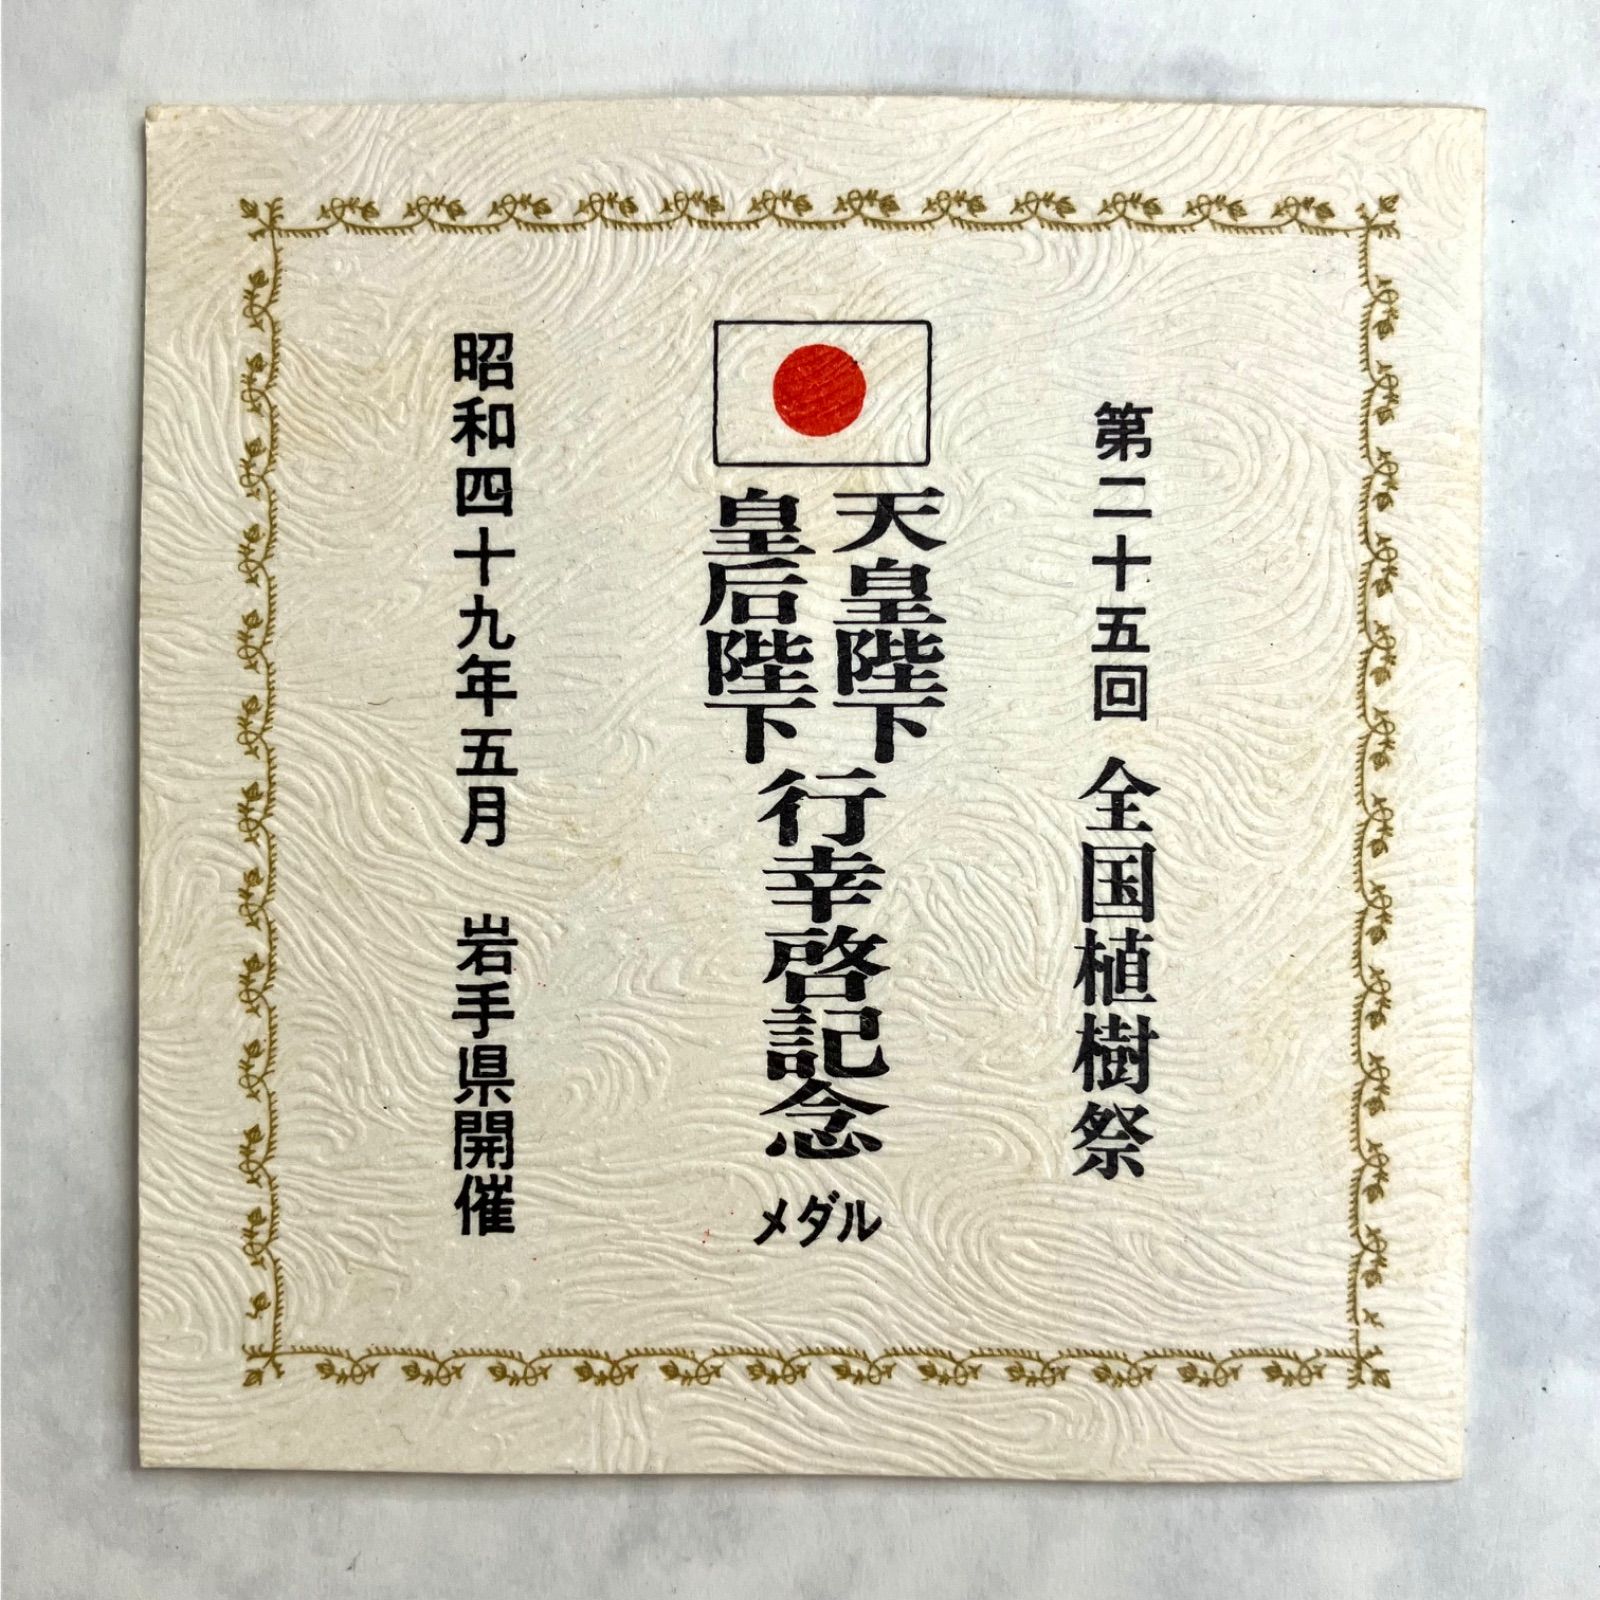 第二十五回 全国植樹祭
天皇陛下
皇后陛下
行幸啓記念メダル
昭和四十九年五月 岩手県開催